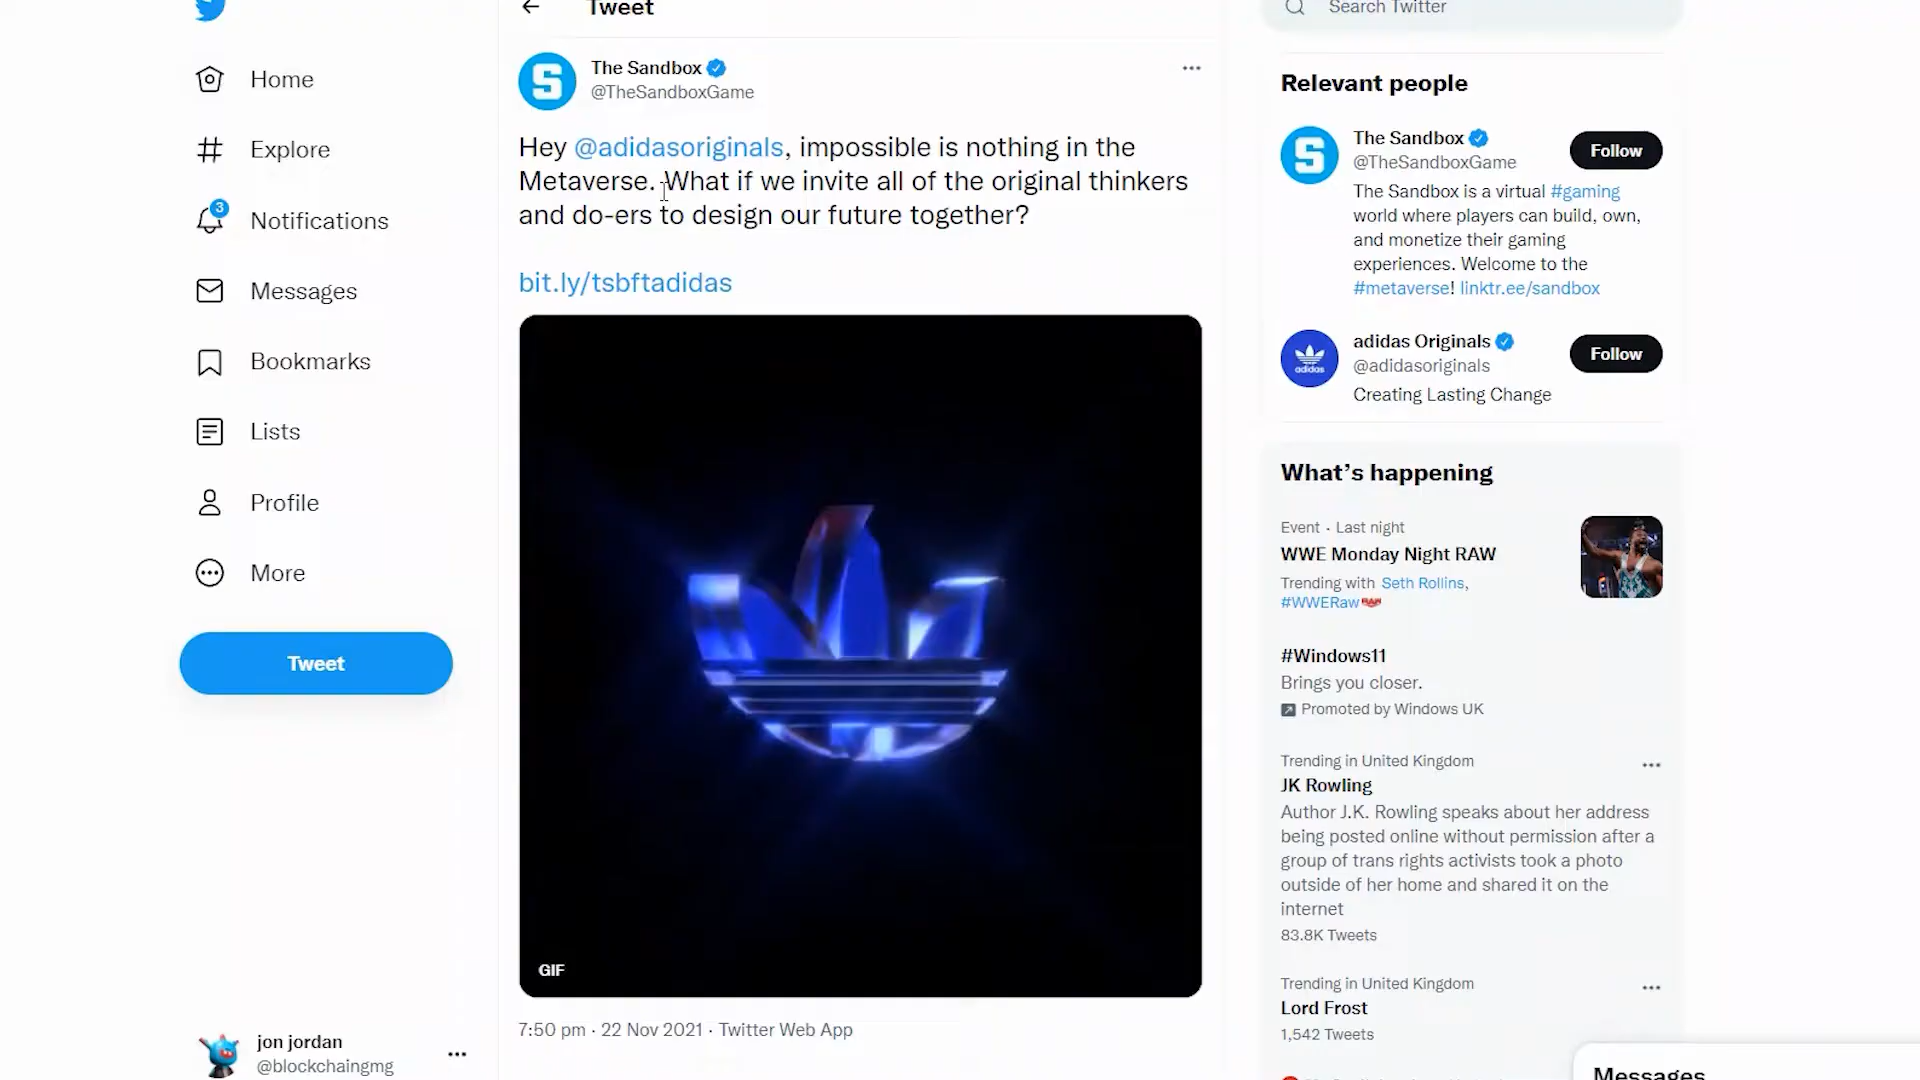 Tweet
Search Twitter
Home
Explore
3
Notifications
Messages
Bookmarks
Lists
Profile
More
Tweet
jon jordan
@blockchaingmg
The Sandbox
@TheSandboxGame
Hey @adidasoriginals, impossible is nothing in the
Metaverse. What if we invite all of the original thinkers
and do-ers to design our future together?
bit.ly/tsbftadidas
GIF
7:50 pm · 22 Nov 2021 · Twitter Web App
Relevant people
The Sandbox
@TheSandboxGame
Follow
The Sandbox is a virtual #gaming
world where players can build, own,
and monetize their gaming
experiences. Welcome to the
#metaverse! linktr.ee/sandbox
adidas
adidas Originals
@adidasoriginals
Follow
Creating Lasting Change
What's happening
Event · Last night
WWE Monday Night RAW
Trending with Seth Rollins,
#WWERaw
#Windows11
Brings you closer.
Promoted by Windows UK
Trending in United Kingdom
JK Rowling
Author J.K. Rowling speaks about her address
being posted online without permission after a
group of trans rights activists took a photo
outside of her home and shared it on the
internet
83.8K Tweets
Trending in United Kingdom
Lord Frost
1,542 Tweets
Messages